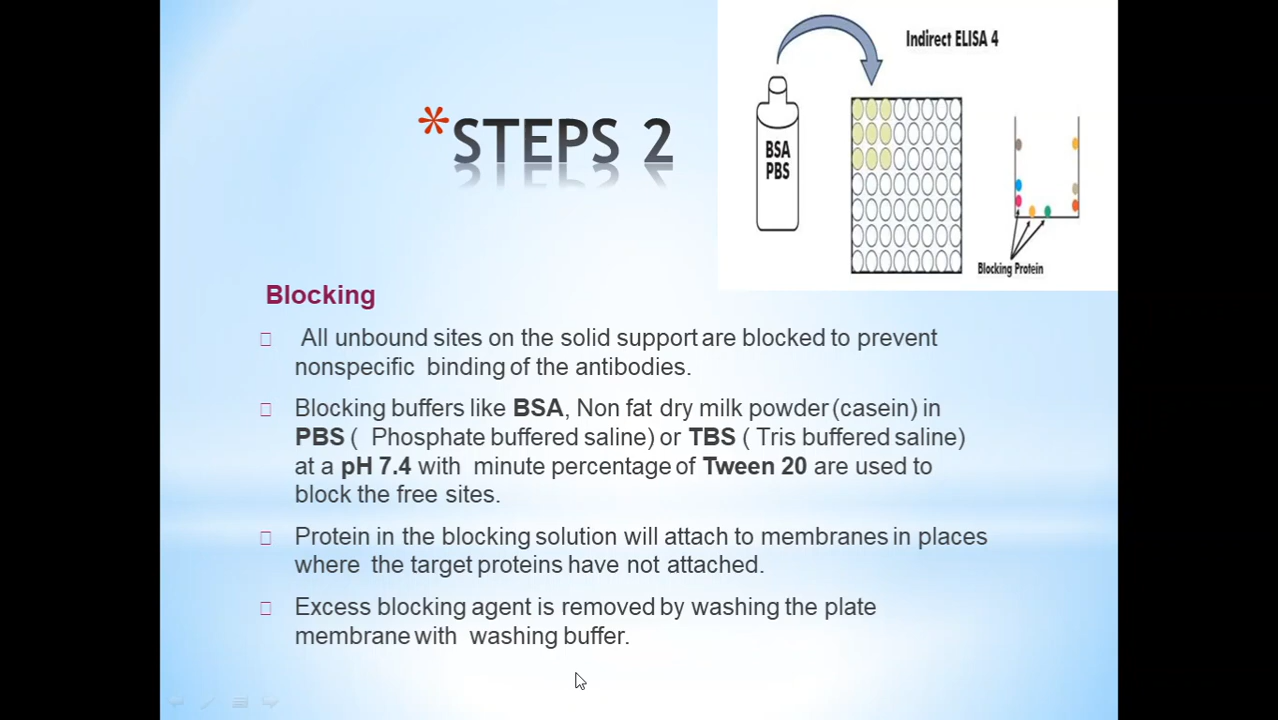 Indirect ELISA 4
*STEPS 2
BSA
PBS
Blocking Protein
Blocking
All unbound sites on the solid support are blocked to prevent
nonspecific binding of the antibodies.
Blocking buffers like BSA, Non fat dry milk powder (casein) in
PBS ( Phosphate buffered saline) or TBS ( Tris buffered saline)
at a pH 7.4 with minute percentage of Tween 20 are used to
block the free sites.
Protein in the blocking solution will attach to membranes in places
where the target proteins have not attached.
Excess blocking agent is removed by washing the plate
membrane with washing buffer.